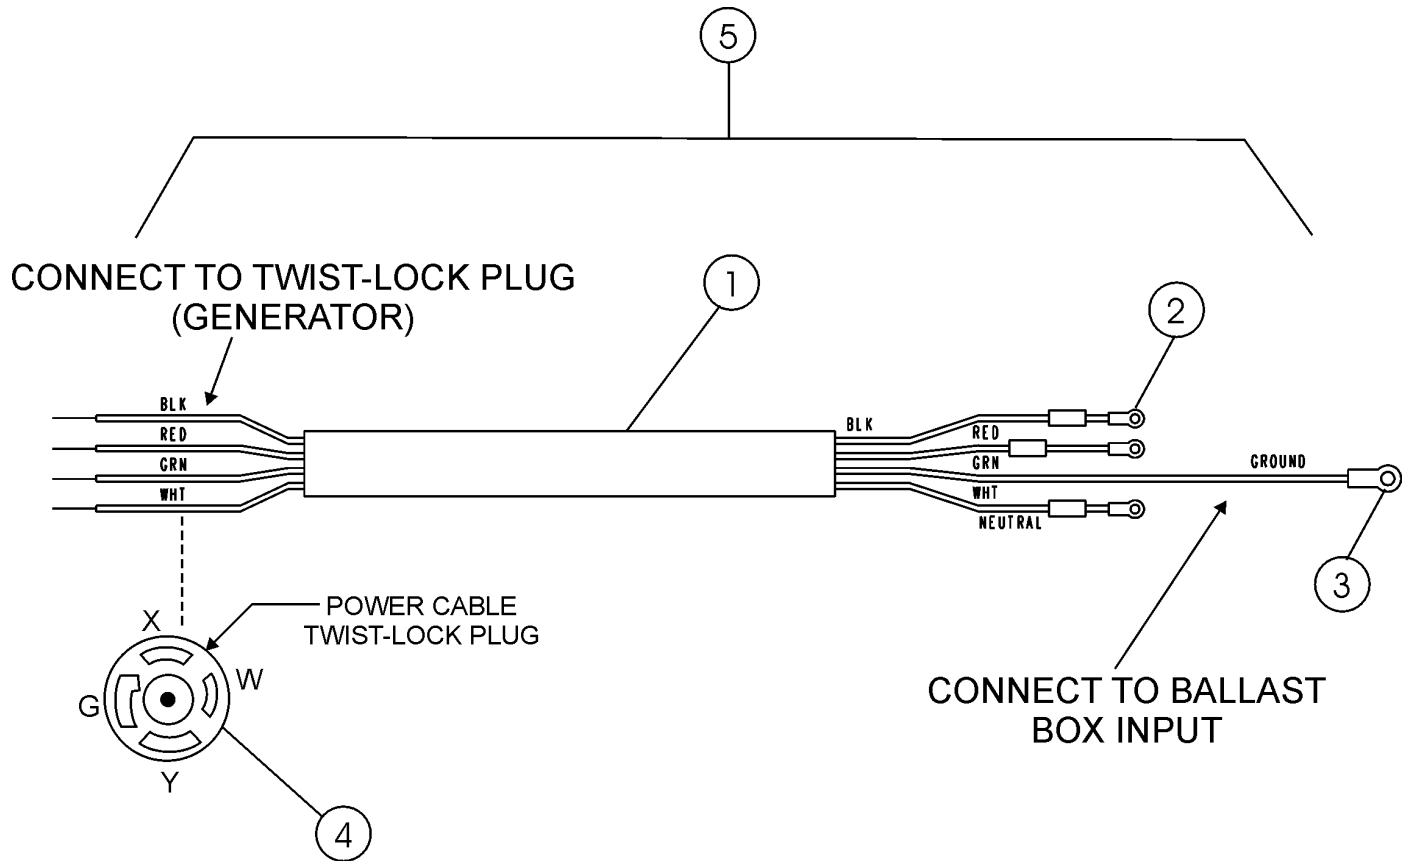 5
CONNECT TO TWIST-LOCK PLUG
(GENERATOR)
1
2
BLK
RED
GRN
WHT
BLK
RED
GRN
WHT
NEUTRAL
GROUND
3
POWER CABLE
TWIST-LOCK PLUG
X
W
G
Y
CONNECT TO BALLAST
BOX INPUT
4